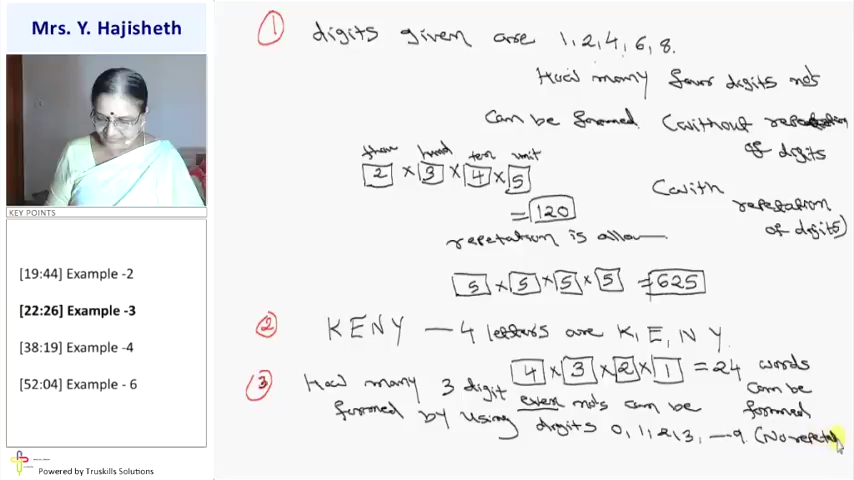 Mrs. Y. Hajisheth
KEY POINTS
[19:44] Example -2
[22:26] Example -3
[38:19] Example -4
[52:04] Example - 6
Powered by Truskills Solutions
① digits given are 1, 2, 4, 6, 8.
How many four digits nos
can be formed (without repetation
of digits
thou hund ten unit
2 × 3 × 4 × 5
= 120
(with
repetation
of digits)
repetation is allow
5 × 5 × 5 × 5 = 625
② KENY — 4 letters are K, E, N Y.
4 × 3 × 2 × 1 = 24 words
can be
formed
③ How many 3 digit even nos can be
formed by using digits 0, 1, 2, 3, — 9. (No repetat